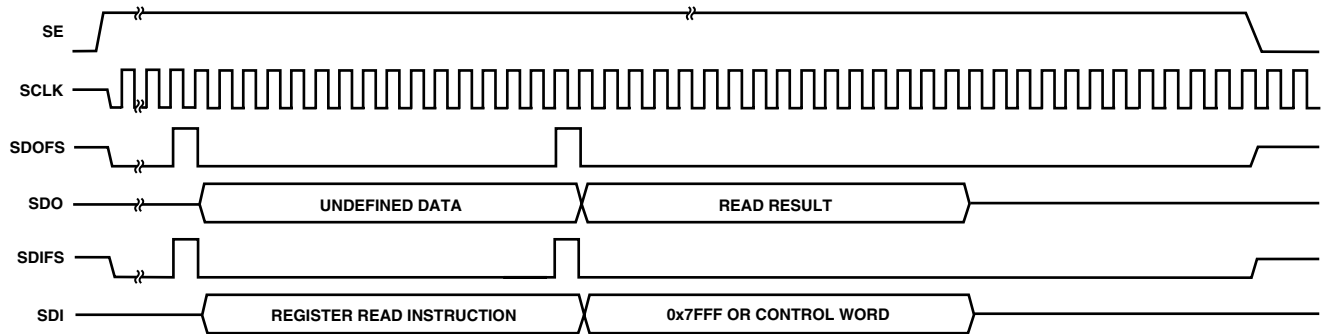 SE
SCLK
SDOFS
SDO
UNDEFINED DATA
READ RESULT
SDIFS
SDI
REGISTER READ INSTRUCTION
0x7FFF OR CONTROL WORD